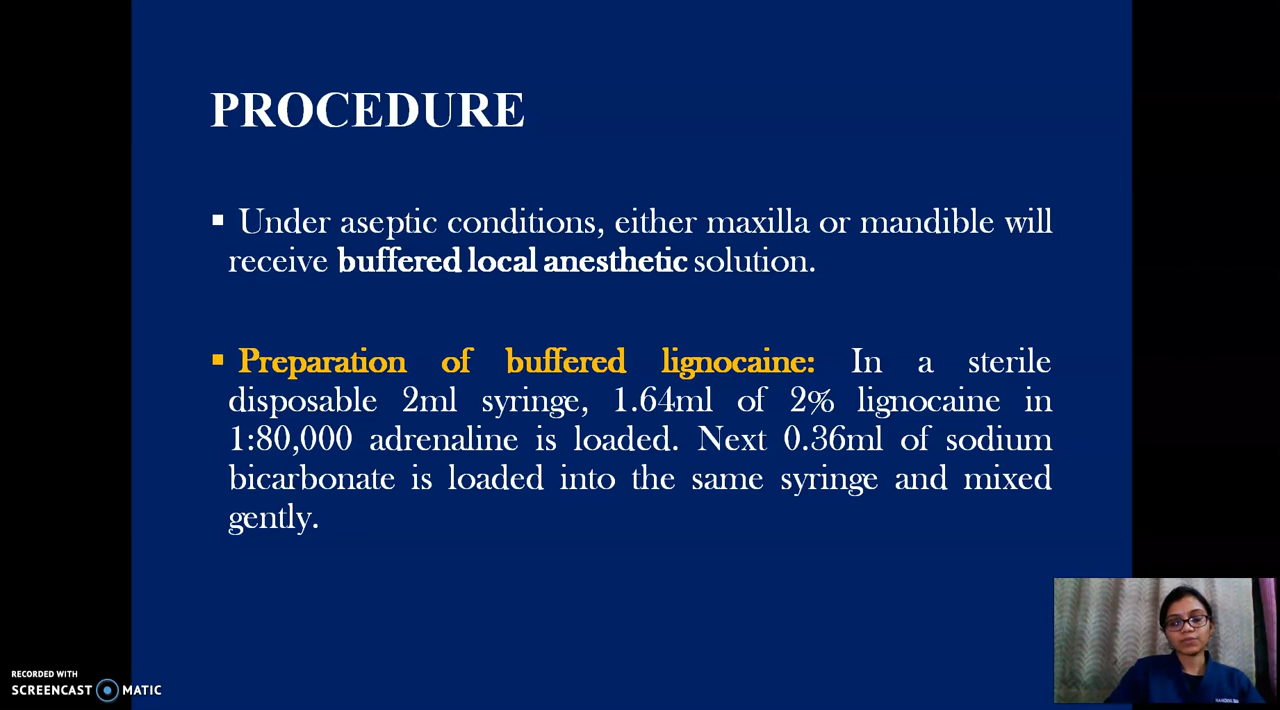 PROCEDURE
▪ Under aseptic conditions, either maxilla or mandible will
receive buffered local anesthetic solution.
▪ Preparation of buffered lignocaine: In a sterile
disposable 2ml syringe, 1.64ml of 2% lignocaine in
1:80,000 adrenaline is loaded. Next 0.36ml of sodium
bicarbonate is loaded into the same syringe and mixed
gently.
RECORDED WITH
SCREENCAST MATIC